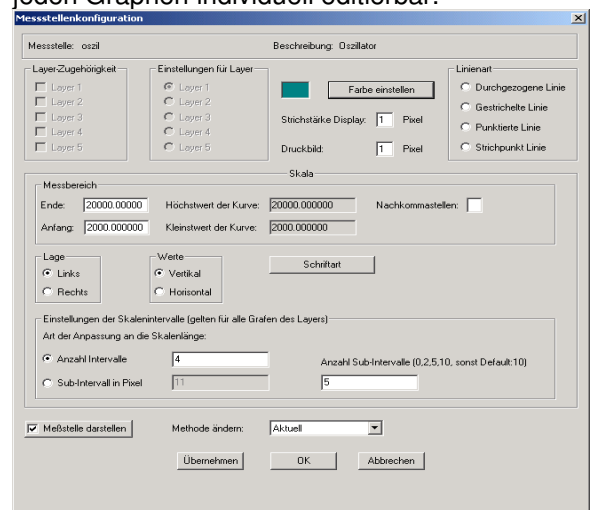 jeden Graphen individuell editierbar.
Messstellenkonfiguration
Messstelle: oszil
Beschreibung: Oszillator
Layer-Zugehörigkeit
Layer 1
Layer 2
Layer 3
Layer 4
Layer 5
Einstellungen für Layer
Layer 1
Layer 2
Layer 3
Layer 4
Layer 5
Farbe einstellen
Strichstärke Display: 1 Pixel
Druckbild: 1 Pixel
Linienart
Durchgezogene Linie
Gestrichelte Linie
Punktierte Linie
Strichpunkt Linie
Skala
Messbereich
Ende: 20000.00000 Höchstwert der Kurve: 20000.000000 Nachkommastellen:
Anfang: 2000.000000 Kleinstwert der Kurve: 2000.000000
Lage
Links
Rechts
Werte
Vertikal
Horisontal
Schriftart
Einstellungen der Skalenintervalle (gelten für alle Grafen des Layers)
Art der Anpassung an die Skalenlänge:
Anzahl Intervalle 4
Sub-Intervall in Pixel 11
Anzahl Sub-Intervalle (0,2,5,10, sonst Default:10)
5
Meßstelle darstellen
Methode ändern: Aktuell
Übernehmen OK Abbrechen